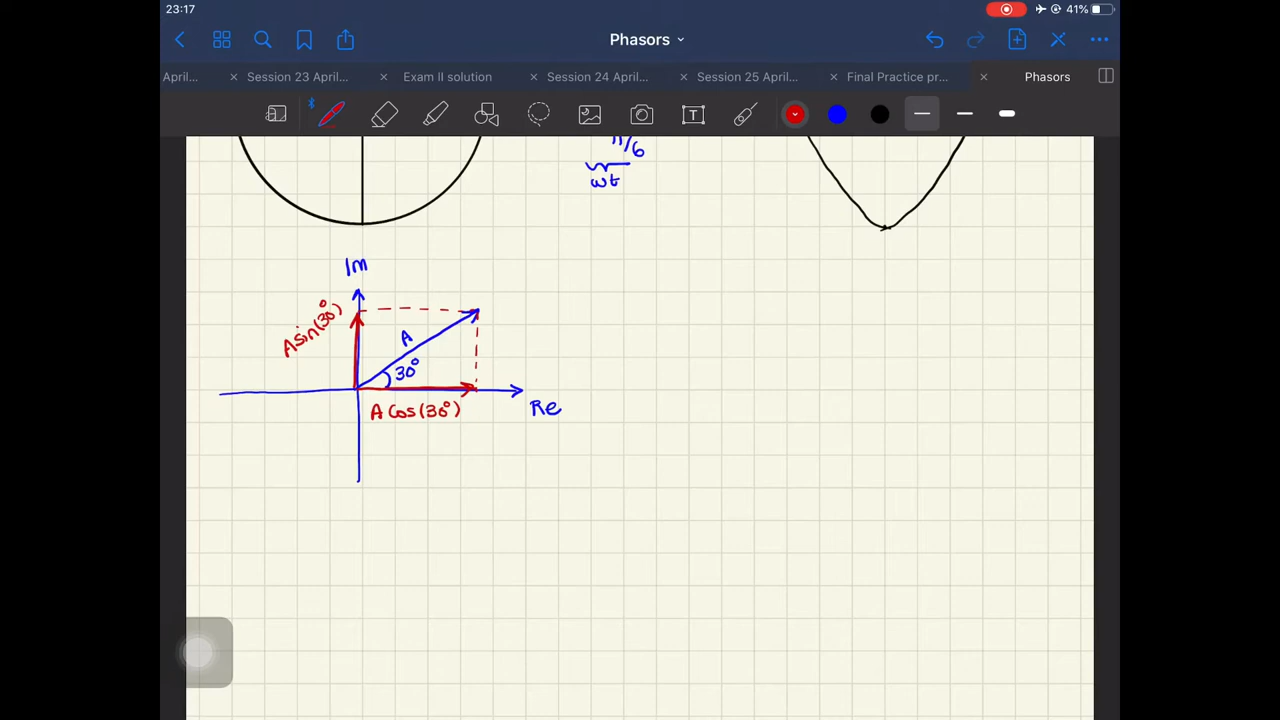 23:17
41%
Phasors
April...
Session 23 April...
Exam II solution
Session 24 April...
Session 25 April...
Final Practice pr...
Phasors
T
π/6
ωt
Im
A sin(30°)
A
30°
A Cos(30°)
Re